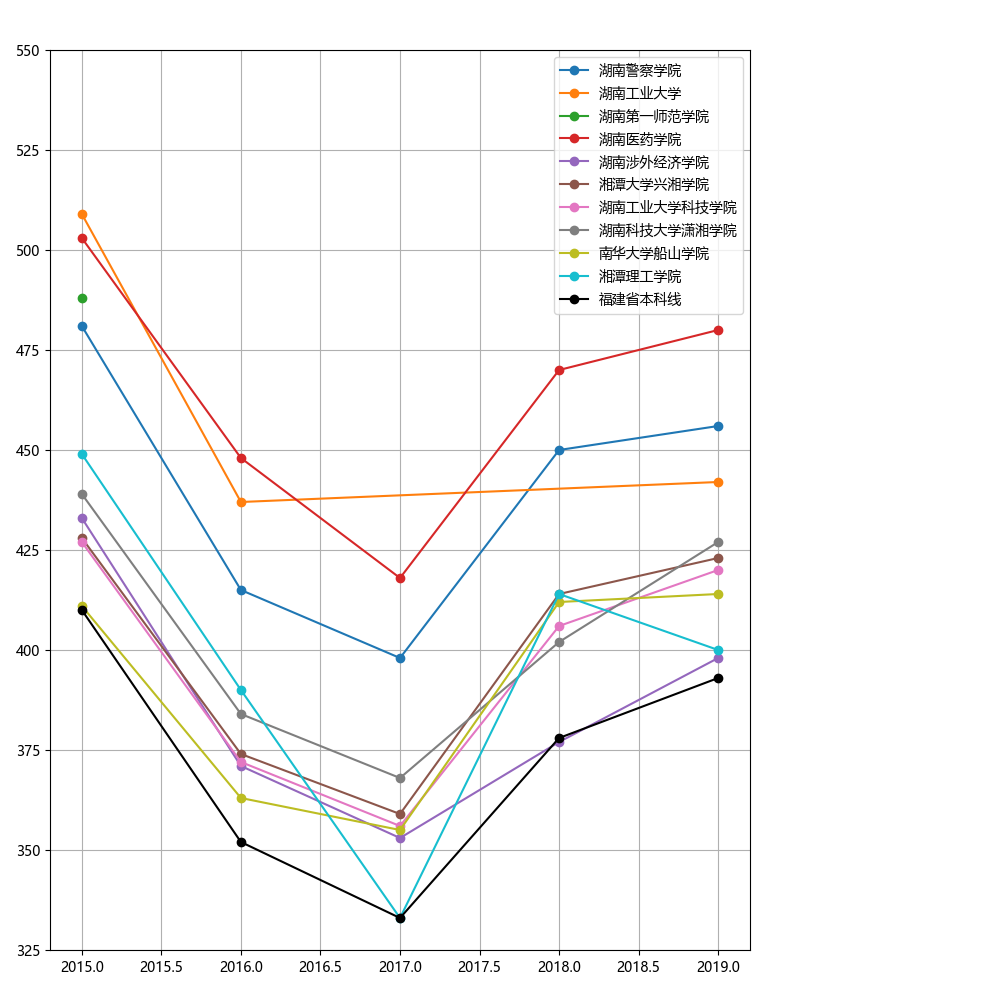 550
525
500
475
450
425
400
375
350
325
2015.0
2015.5
2016.0
2016.5
2017.0
2017.5
2018.0
2018.5
2019.0
湖南警察学院
湖南工业大学
湖南第一师范学院
湖南医药学院
湖南涉外经济学院
湘潭大学兴湘学院
湖南工业大学科技学院
湖南科技大学潇湘学院
南华大学船山学院
湘潭理工学院
福建省本科线